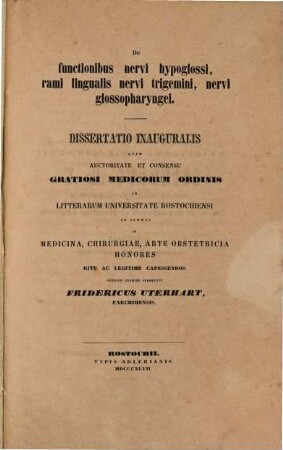 De
functionibus nervi hypoglossi,
rami lingualis nervi trigemini, nervi
glossopharyngei.
DISSERTATIO INAUGURALIS
QUAM
AUCTORITATE ET CONSENSU
GRATIOSI MEDICORUM ORDINIS
IN
LITTERARUM UNIVERSITATE ROSTOCHIENSI
AD SUMMOS
IN
MEDICINA, CHIRURGIAE, ARTE OBSTETRICIA
HONORES
RITE AC LEGITIME CAPESSENDOS
FRIDERICUS UTERHART,
PARCHIMENSIS.
ROSTOCHII.
TYPIS ADLERIANIS.
MDCCCXLVII.